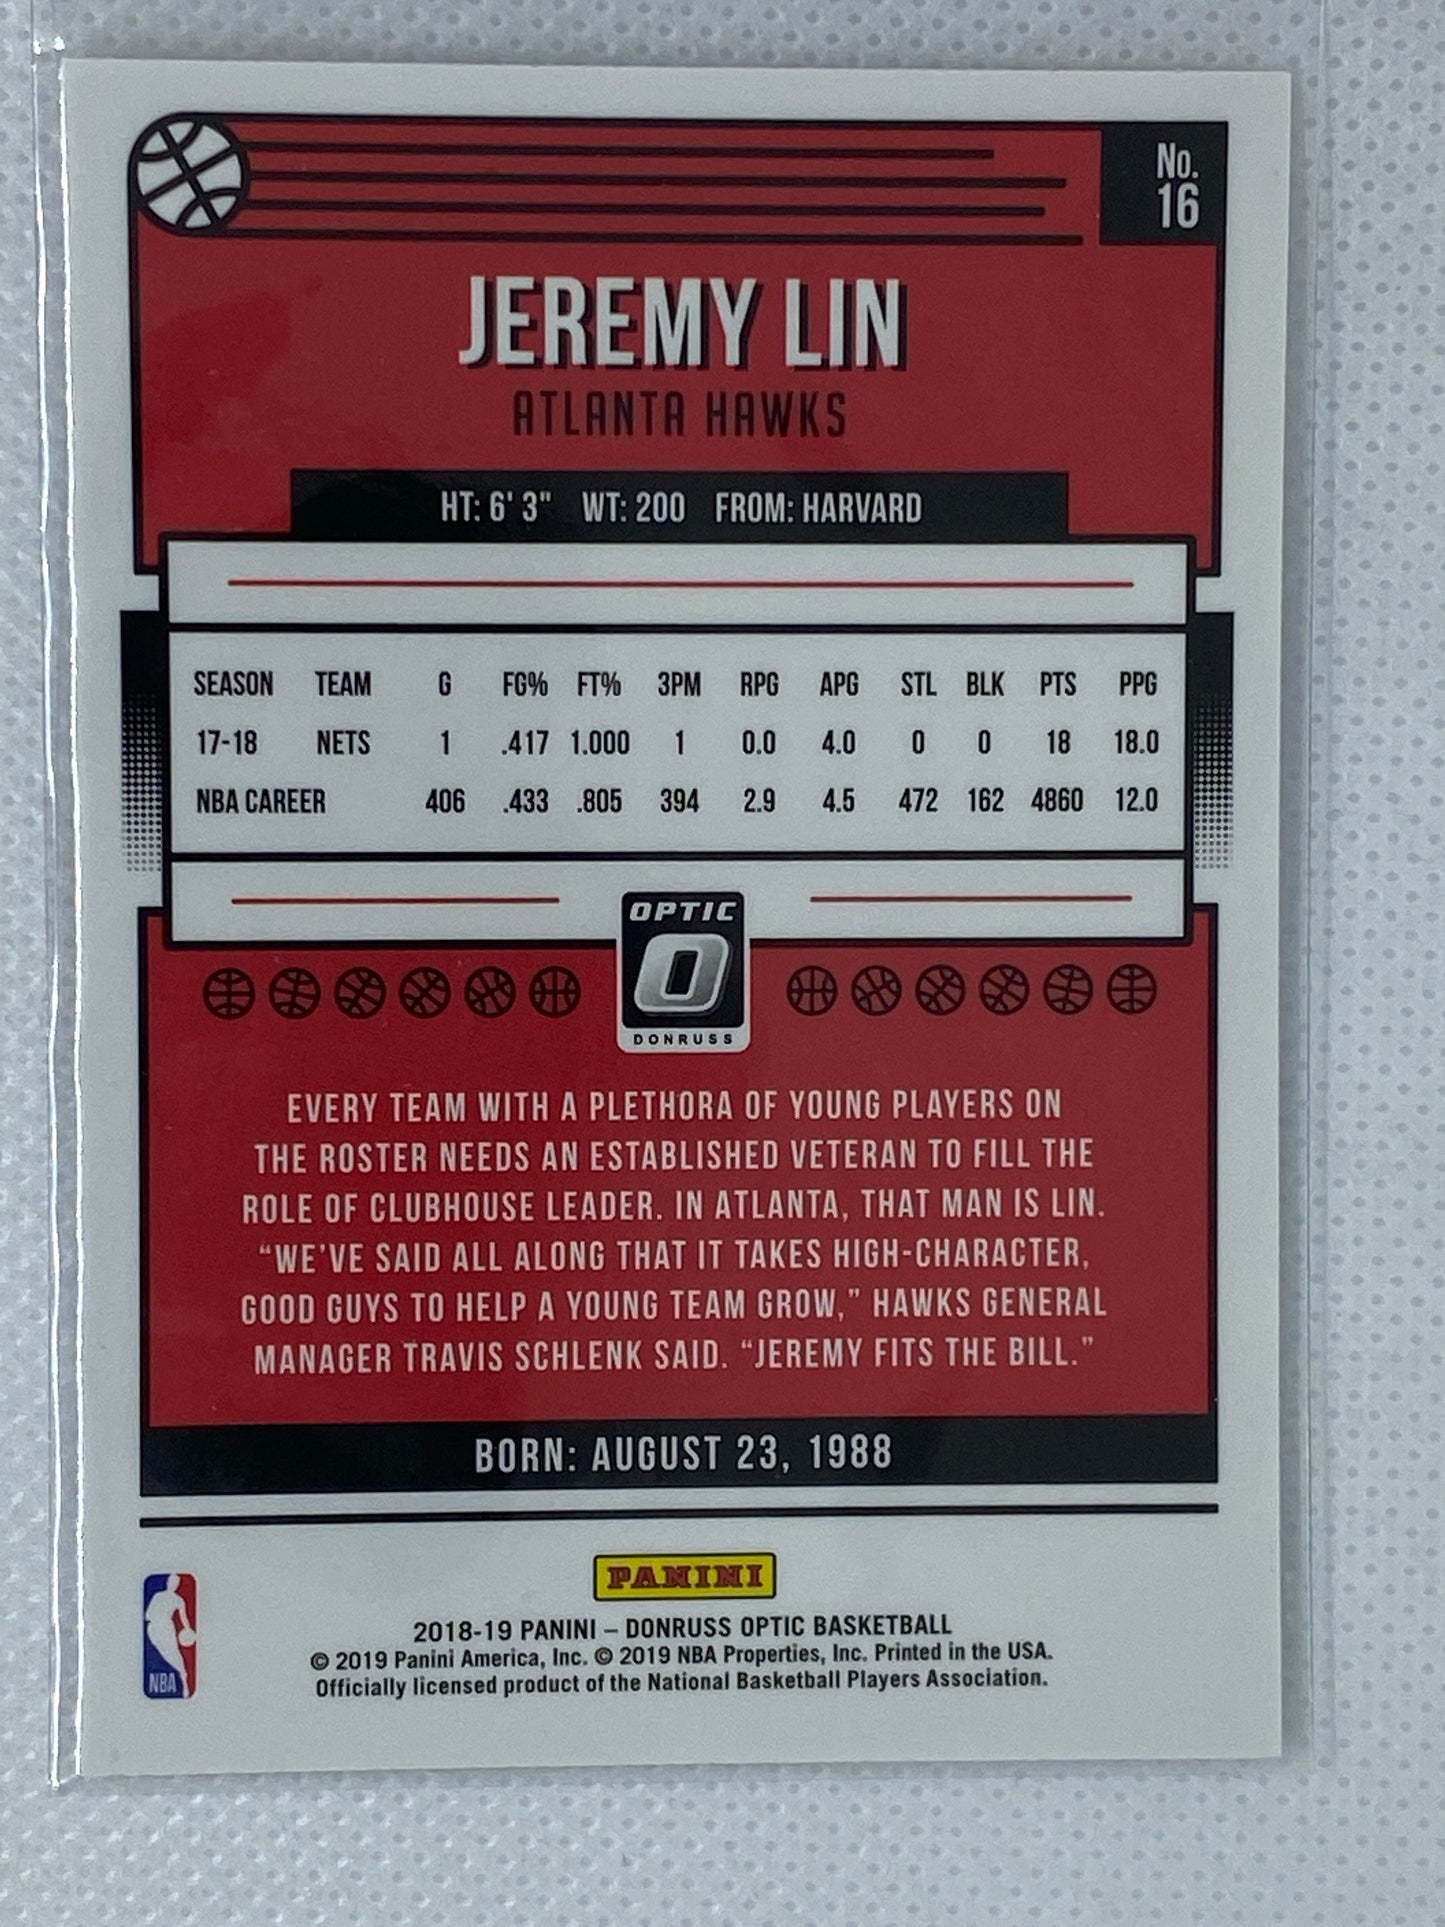 No.
16
JEREMY LIN
ATLANTA HAWKS
HT: 6' 3" WT: 200 FROM: HARVARD
SEASON TEAM G FG% FT% 3PM RPG APG STL BLK PTS PPG
17-18 NETS 1 .417 1.000 1 0.0 4.0 0 0 18 18.0
NBA CAREER 406 .433 .805 394 2.9 4.5 472 162 4860 12.0
OPTIC
DONRUSS
EVERY TEAM WITH A PLETHORA OF YOUNG PLAYERS ON
THE ROSTER NEEDS AN ESTABLISHED VETERAN TO FILL THE
ROLE OF CLUBHOUSE LEADER. IN ATLANTA, THAT MAN IS LIN.
“WE’VE SAID ALL ALONG THAT IT TAKES HIGH-CHARACTER,
GOOD GUYS TO HELP A YOUNG TEAM GROW,” HAWKS GENERAL
MANAGER TRAVIS SCHLENK SAID. “JEREMY FITS THE BILL.”
BORN: AUGUST 23, 1988
PANINI
NBA
2018-19 PANINI – DONRUSS OPTIC BASKETBALL
© 2019 Panini America, Inc. © 2019 NBA Properties, Inc. Printed in the USA.
Officially licensed product of the National Basketball Players Association.